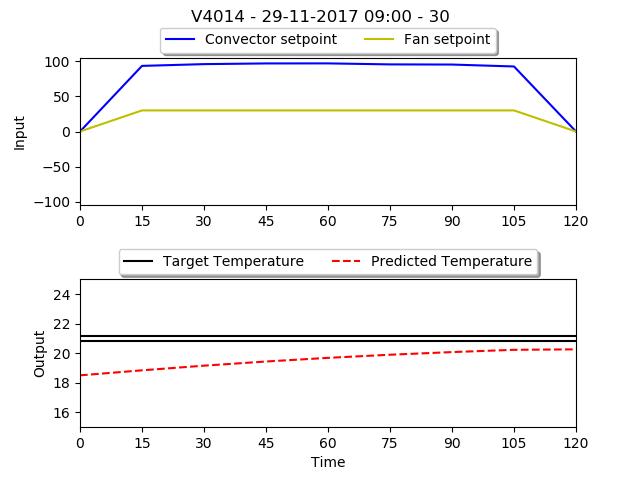 V4014 - 29-11-2017 09:00 - 30
Convector setpoint Fan setpoint
100
50
0
−50
−100
Input
0 15 30 45 60 75 90 105 120
Target Temperature Predicted Temperature
24
22
20
18
16
Output
0 15 30 45 60 75 90 105 120
Time